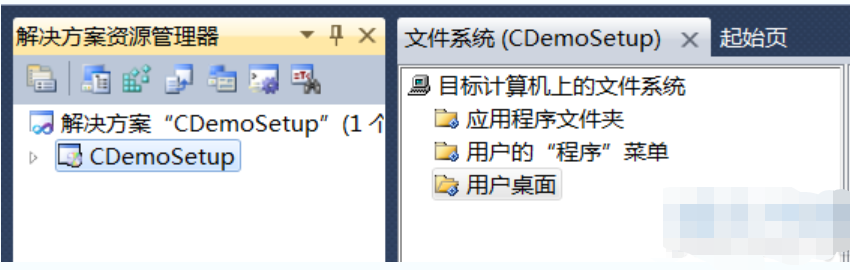 解决方案资源管理器
文件系统 (CDemoSetup)
起始页
解决方案“CDemoSetup”(1 个
CDemoSetup
目标计算机上的文件系统
应用程序文件夹
用户的“程序”菜单
用户桌面